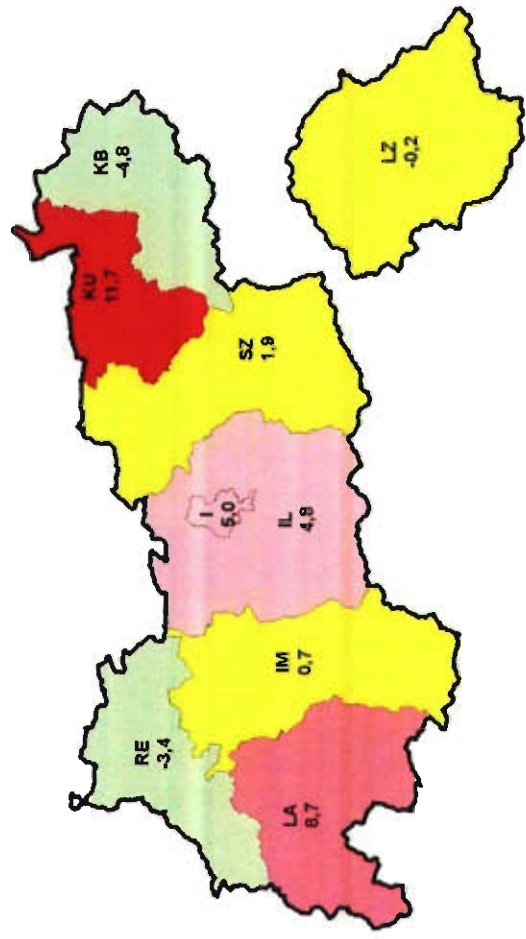 KB
-4,8
KU
11,7
LZ
-0,2
SZ
1,9
I
5,0
IL
4,8
IM
0,7
RE
-3,4
LA
8,7